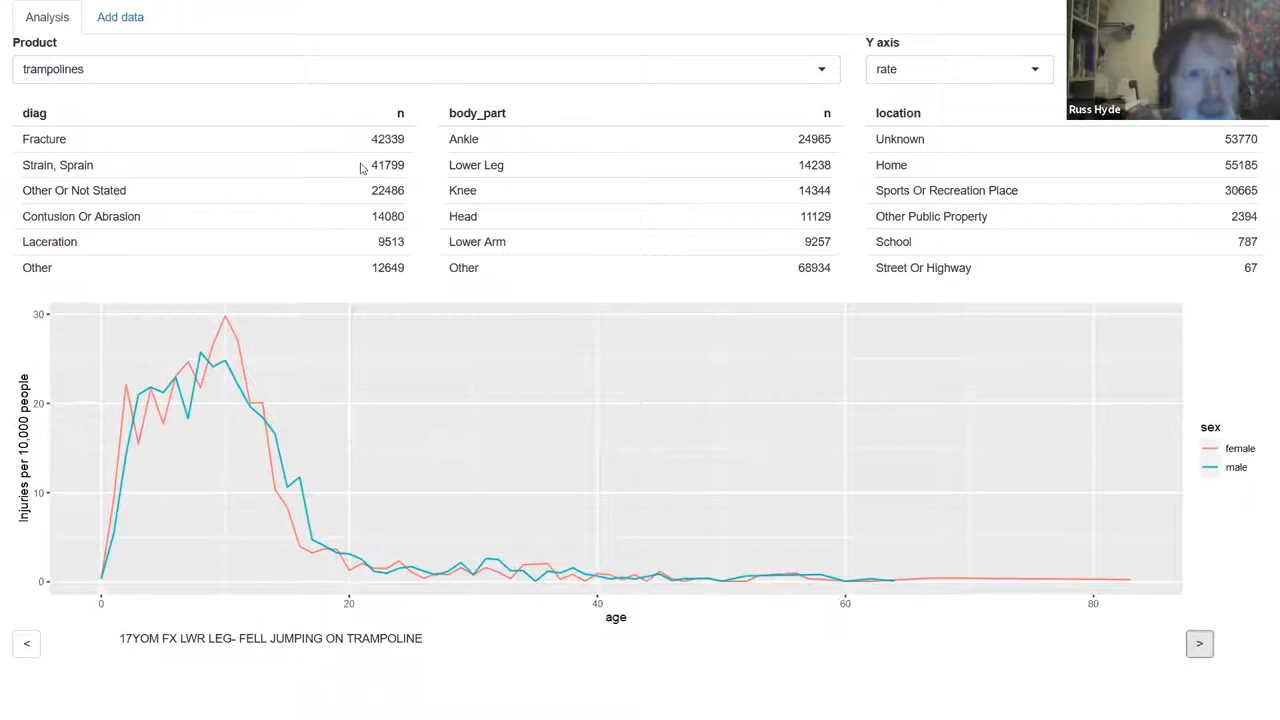 Analysis Add data
Product Y axis
trampolines rate
Russ Hyde
diag n body_part n location
Fracture 42339 Ankle 24965 Unknown 53770
Strain, Sprain 41799 Lower Leg 14238 Home 55185
Other Or Not Stated 22486 Knee 14344 Sports Or Recreation Place 30665
Contusion Or Abrasion 14080 Head 11129 Other Public Property 2394
Laceration 9513 Lower Arm 9257 School 787
Other 12649 Other 68934 Street Or Highway 67
Injuries per 10,000 people
30
20
10
0
0 20 40 60 80
age
sex
female
male
< 17YOM FX LWR LEG- FELL JUMPING ON TRAMPOLINE >